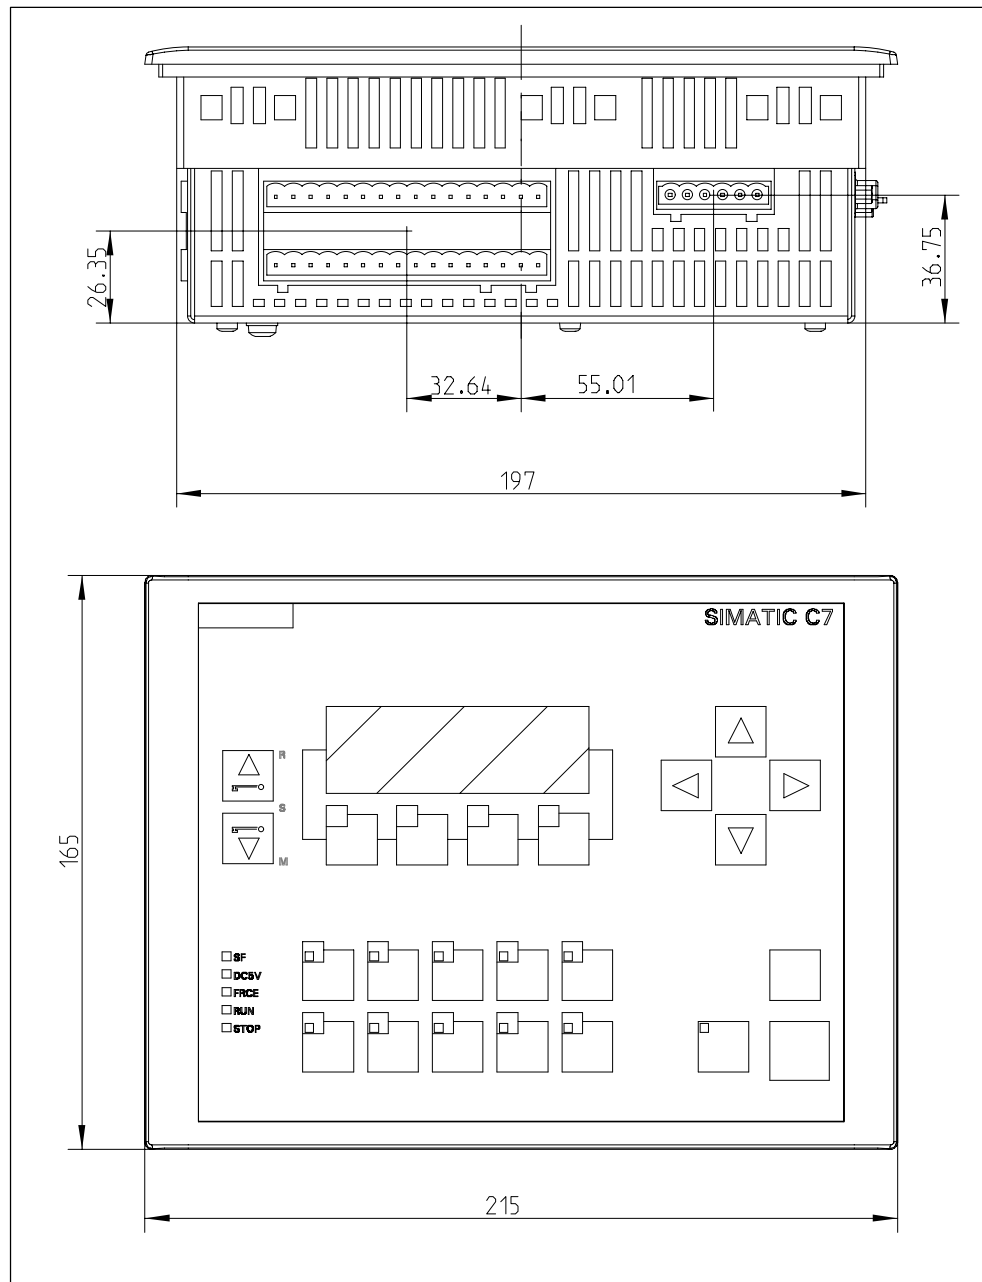 26.35
36.75
32.64
55.01
197
SIMATIC C7
R
S
M
165
SF
DC5V
FRCE
RUN
STOP
215